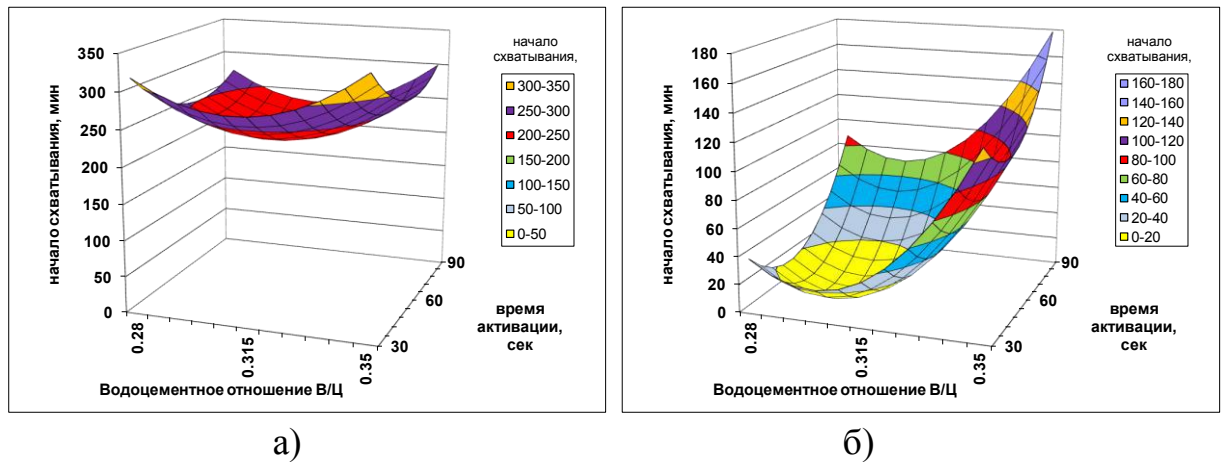 начало схватывания, мин
350
300
250
200
150
100
50
0
0.28
0.315
0.35
Водоцементное отношение В/Ц
30
60
90
время
активации,
сек
начало
схватывания,
300-350
250-300
200-250
150-200
100-150
50-100
0-50
а)
начало схватывания, мин
180
160
140
120
100
80
60
40
20
0
0.28
0.315
0.35
Водоцементное отношение В/Ц
30
60
90
время
активации,
сек
начало
схватывания,
160-180
140-160
120-140
100-120
80-100
60-80
40-60
20-40
0-20
б)